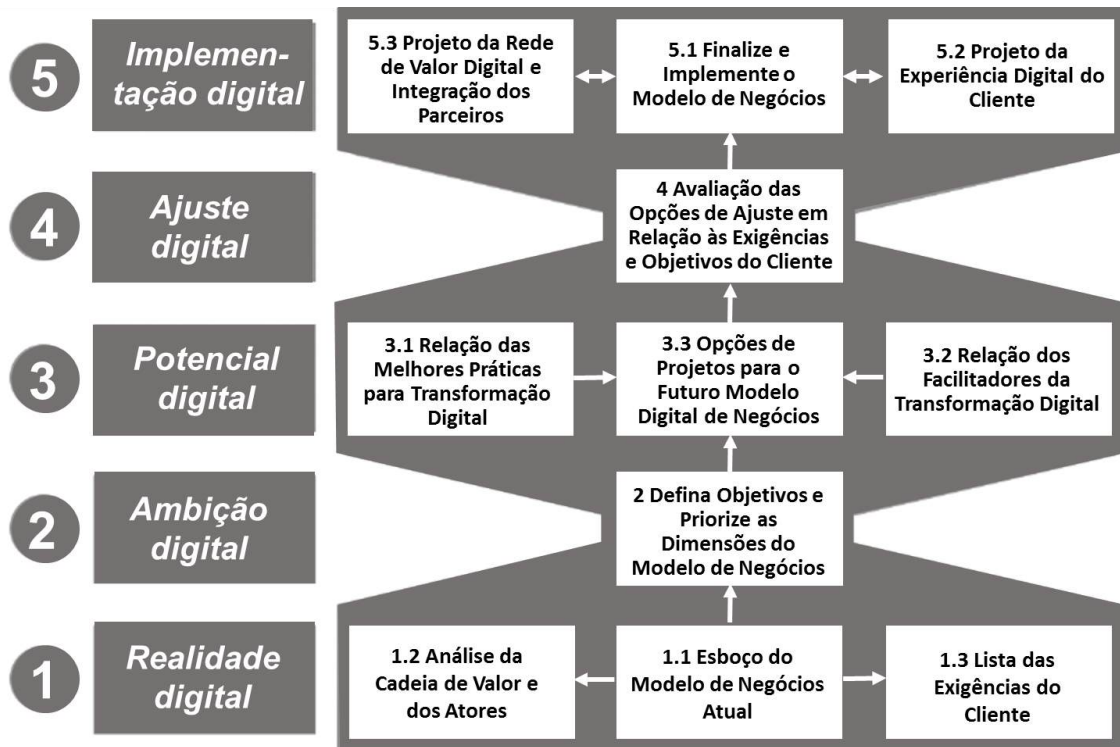 5
Implemen-
tação digital
5.3 Projeto da Rede
de Valor Digital e
Integração dos
Parceiros
5.1 Finalize e
Implemente o
Modelo de Negócios
5.2 Projeto da
Experiência Digital do
Cliente
4
Ajuste
digital
4 Avaliação das
Opções de Ajuste em
Relação às Exigências
e Objetivos do Cliente
3
Potencial
digital
3.1 Relação das
Melhores Práticas
para Transformação
Digital
3.3 Opções de
Projetos para o
Futuro Modelo
Digital de Negócios
3.2 Relação dos
Facilitadores da
Transformação Digital
2
Ambição
digital
2 Defina Objetivos e
Priorize as
Dimensões do
Modelo de Negócios
1
Realidade
digital
1.2 Análise da
Cadeia de Valor e
dos Atores
1.1 Esboço do
Modelo de Negócios
Atual
1.3 Lista das
Exigências do
Cliente